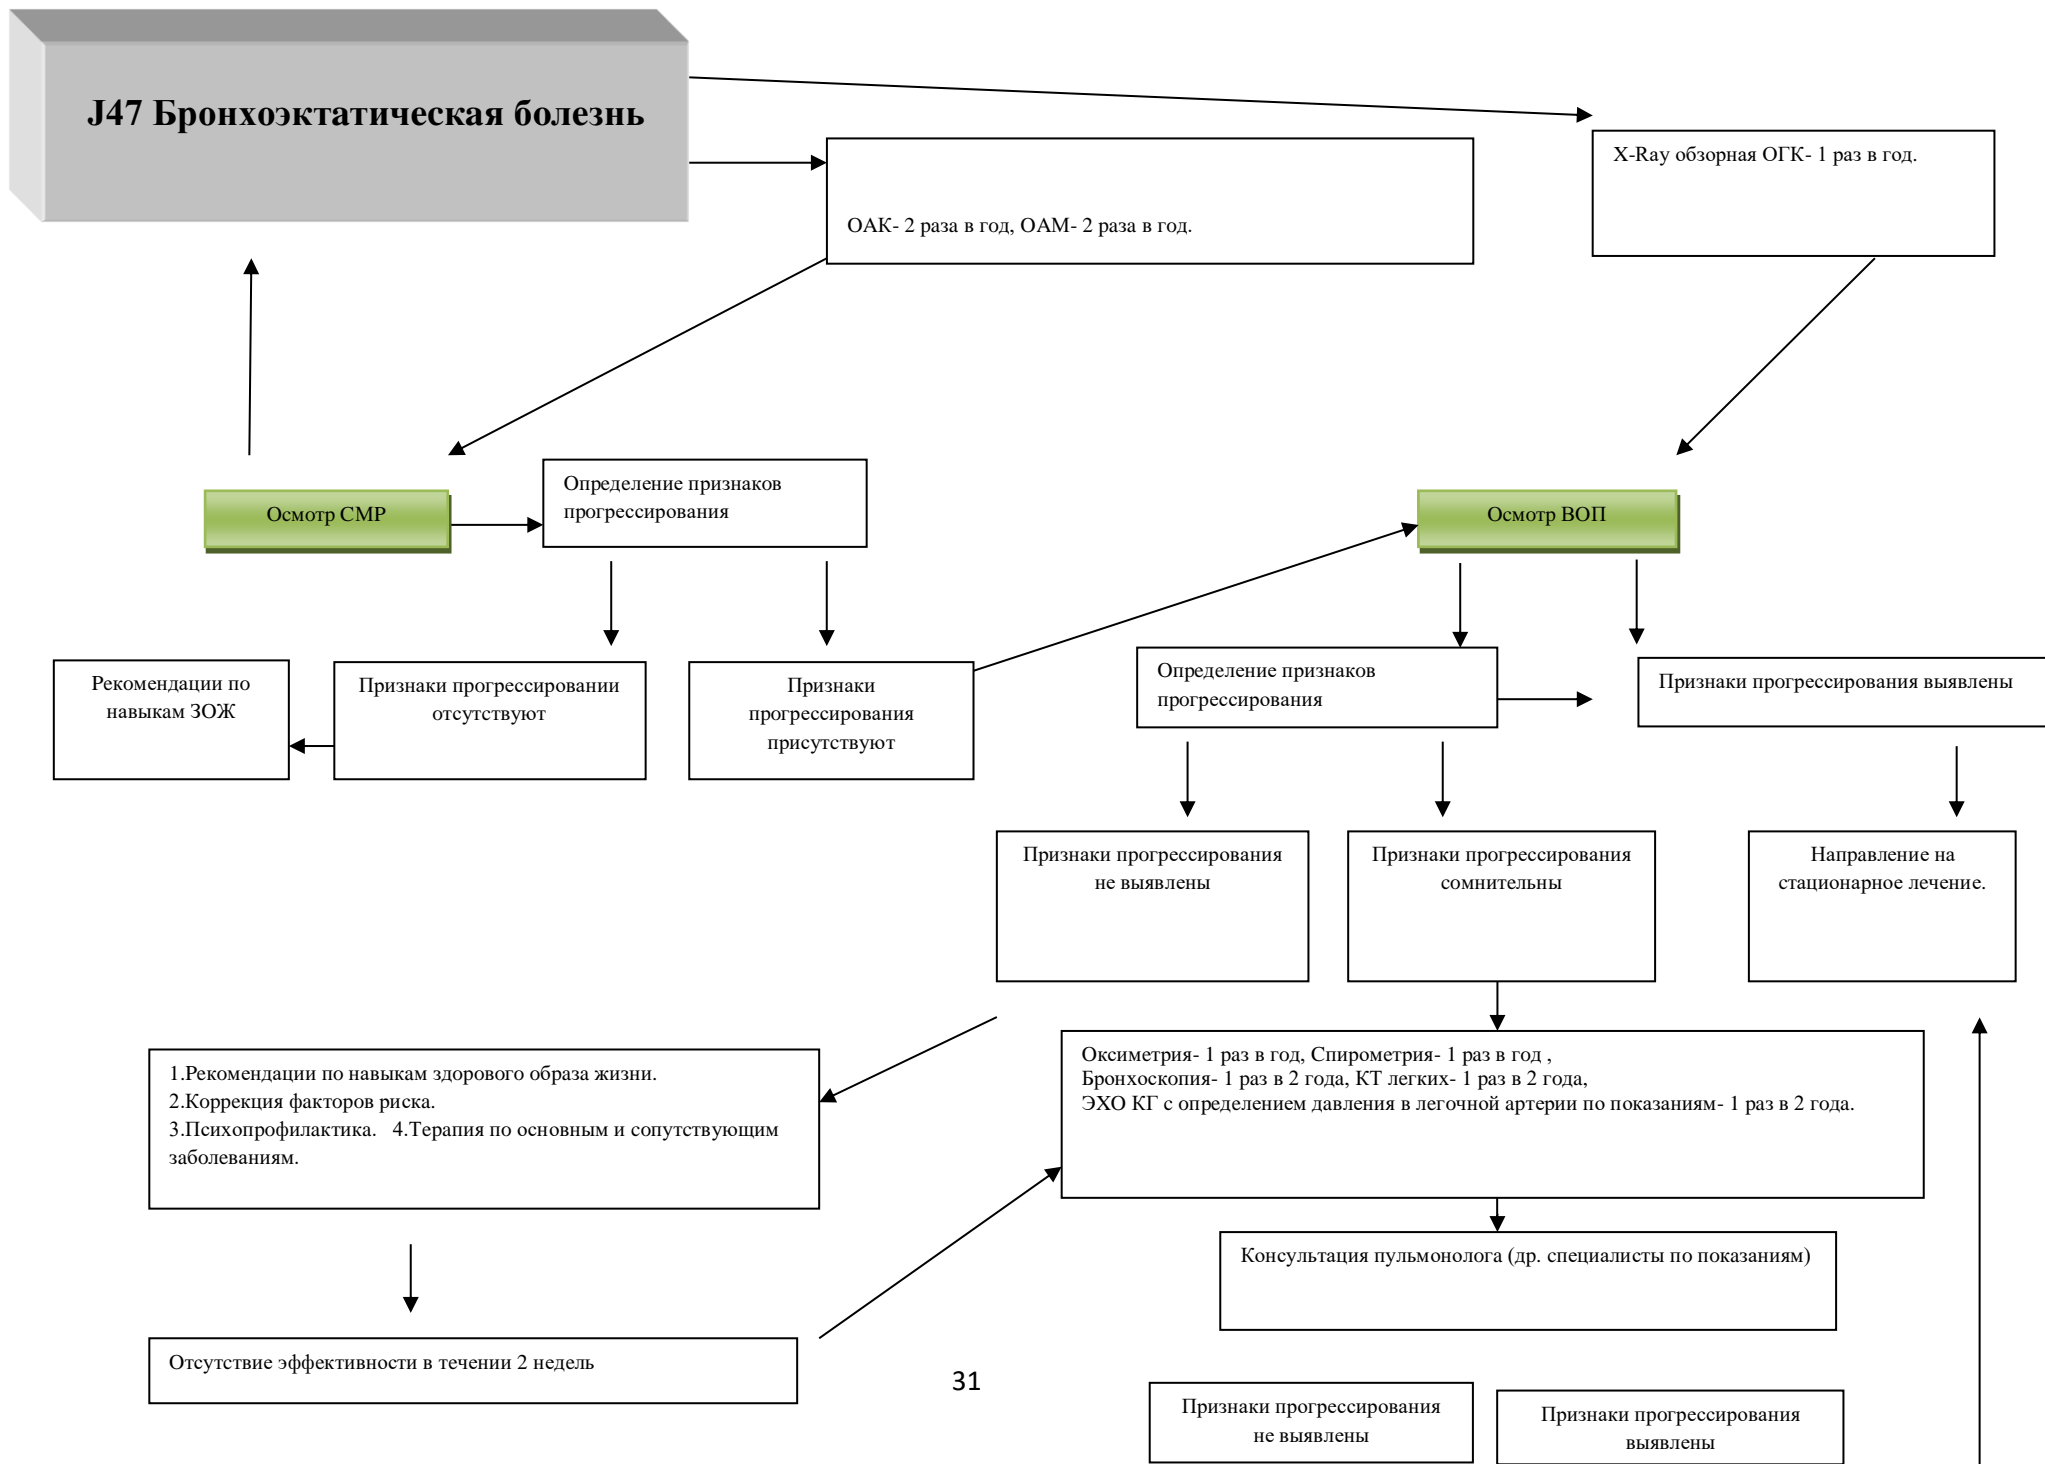 J47 Бронхоэктатическая болезнь
X-Ray обзорная ОГК- 1 раз в год.
ОАК- 2 раза в год, ОАМ- 2 раза в год.
Осмотр СМР
Определение признаков
прогрессирования
Осмотр ВОП
Рекомендации по
навыкам ЗОЖ
Признаки прогрессировании
отсутствуют
Признаки
прогрессирования
присутствуют
Определение признаков
прогрессирования
Признаки прогрессирования выявлены
Признаки прогрессирования
не выявлены
Признаки прогрессирования
сомнительны
Направление на
стационарное лечение.
1.Рекомендации по навыкам здорового образа жизни.
2.Коррекция факторов риска.
3.Психопрофилактика. 4.Терапия по основным и сопутствующим
заболеваниям.
Оксиметрия- 1 раз в год, Спирометрия- 1 раз в год ,
Бронхоскопия- 1 раз в 2 года, КТ легких- 1 раз в 2 года,
ЭХО КГ с определением давления в легочной артерии по показаниям- 1 раз в 2 года.
Консультация пульмонолога (др. специалисты по показаниям)
Отсутствие эффективности в течении 2 недель
31
Признаки прогрессирования
не выявлены
Признаки прогрессирования
выявлены